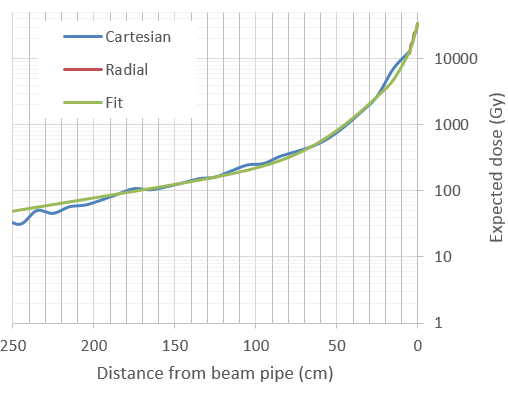 Cartesian
Radial
Fit
10000
1000
100
10
1
Expected dose (Gy)
250 200 150 100 50 0
Distance from beam pipe (cm)